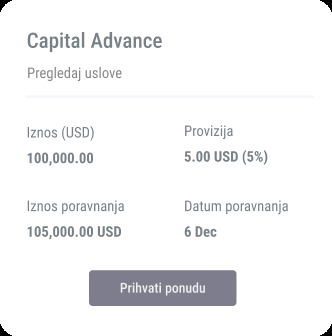 Capital Advance
Pregledaj uslove
Iznos (USD)
100,000.00
Provizija
5.00 USD (5%)
Iznos poravnanja
105,000.00 USD
Datum poravnanja
6 Dec
Prihvati ponudu